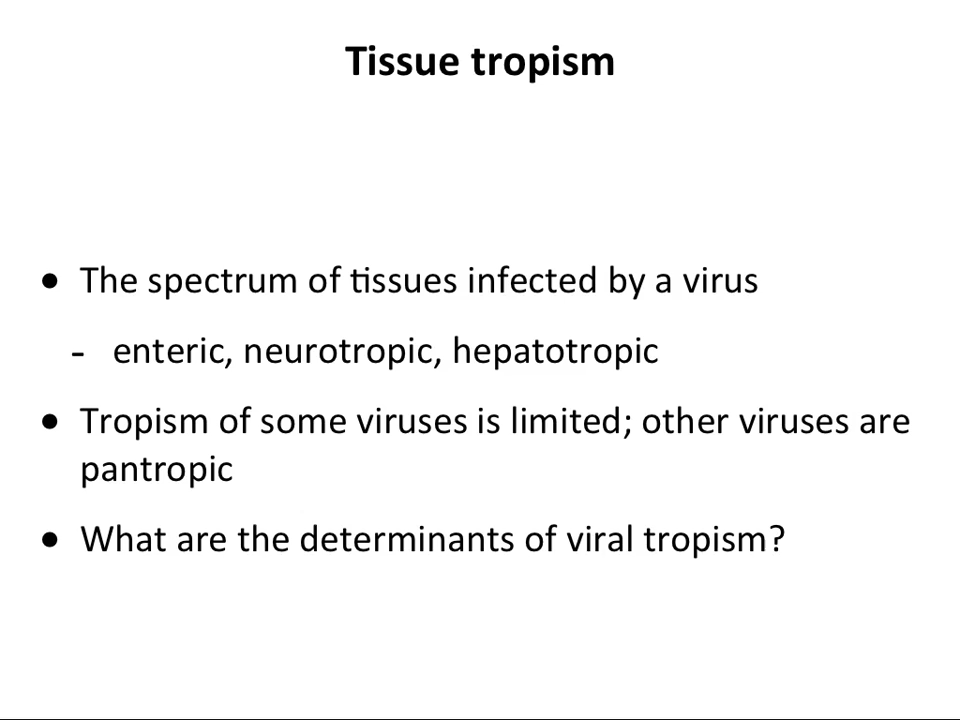 Tissue tropism
• The spectrum of tissues infected by a virus
- enteric, neurotropic, hepatotropic
• Tropism of some viruses is limited; other viruses are
pantropic
• What are the determinants of viral tropism?